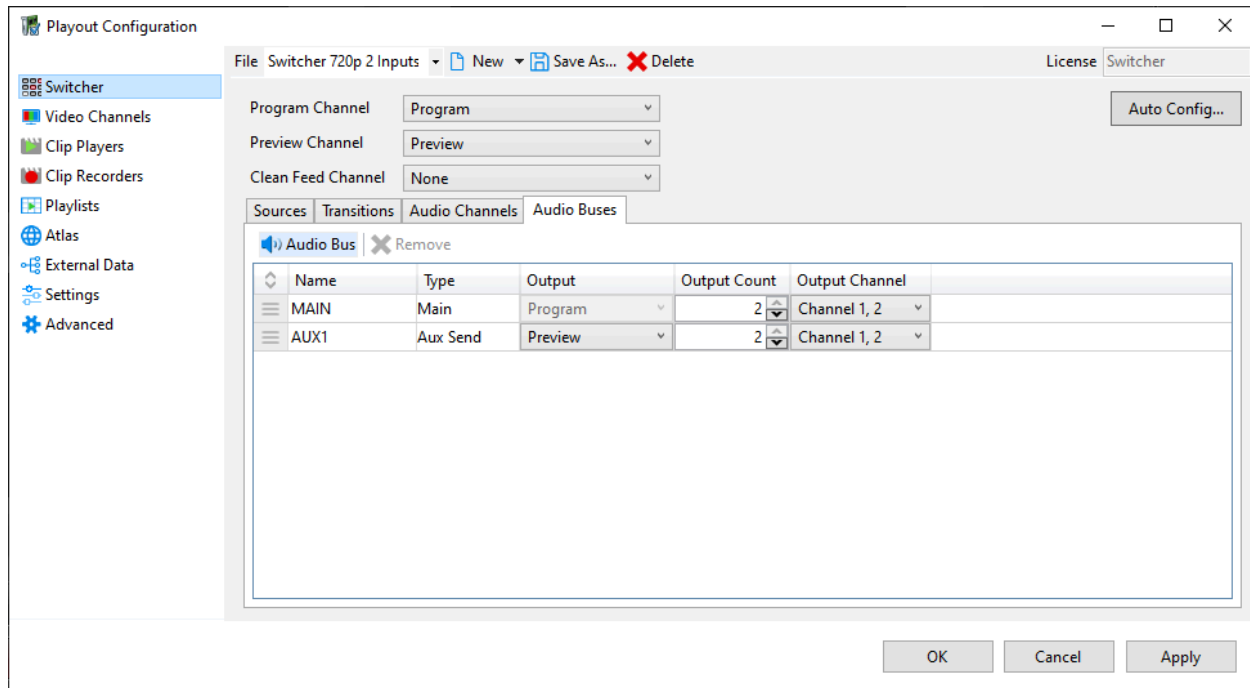 Playout Configuration
File Switcher 720p 2 Inputs New Save As... Delete License Switcher
Switcher
Video Channels
Clip Players
Clip Recorders
Playlists
Atlas
External Data
Settings
Advanced
Program Channel Program Auto Config...
Preview Channel Preview
Clean Feed Channel None
Sources Transitions Audio Channels Audio Buses
Audio Bus Remove
Name Type Output Output Count Output Channel
MAIN Main Program 2 Channel 1, 2
AUX1 Aux Send Preview 2 Channel 1, 2
OK Cancel Apply